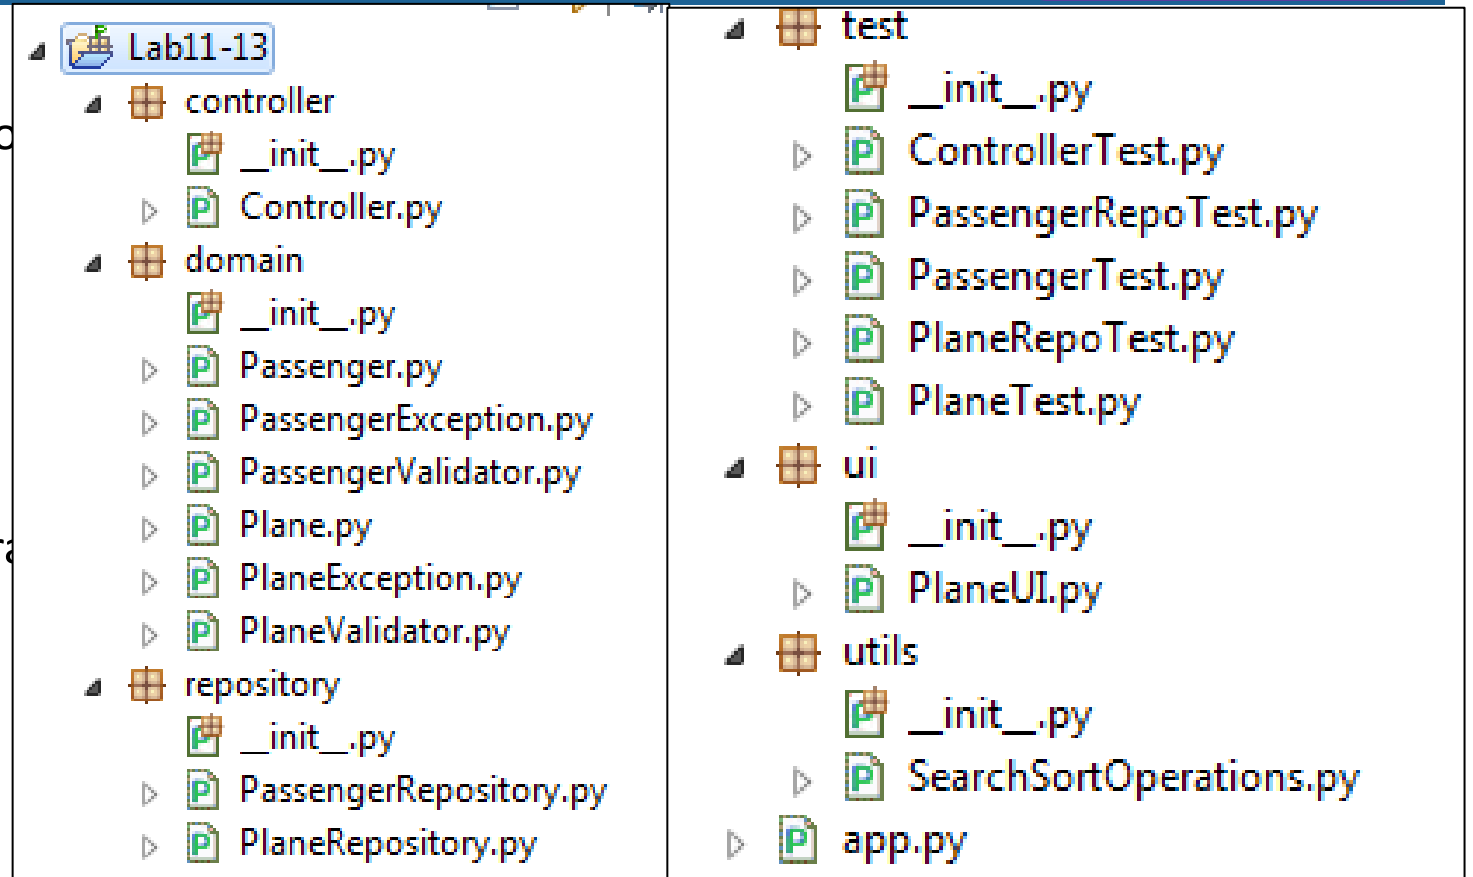 Lab11-13
controller
__init__.py
Controller.py
domain
__init__.py
Passenger.py
PassengerException.py
PassengerValidator.py
Plane.py
PlaneException.py
PlaneValidator.py
repository
__init__.py
PassengerRepository.py
PlaneRepository.py
test
__init__.py
ControllerTest.py
PassengerRepoTest.py
PassengerTest.py
PlaneRepoTest.py
PlaneTest.py
ui
__init__.py
PlaneUI.py
utils
__init__.py
SearchSortOperations.py
app.py